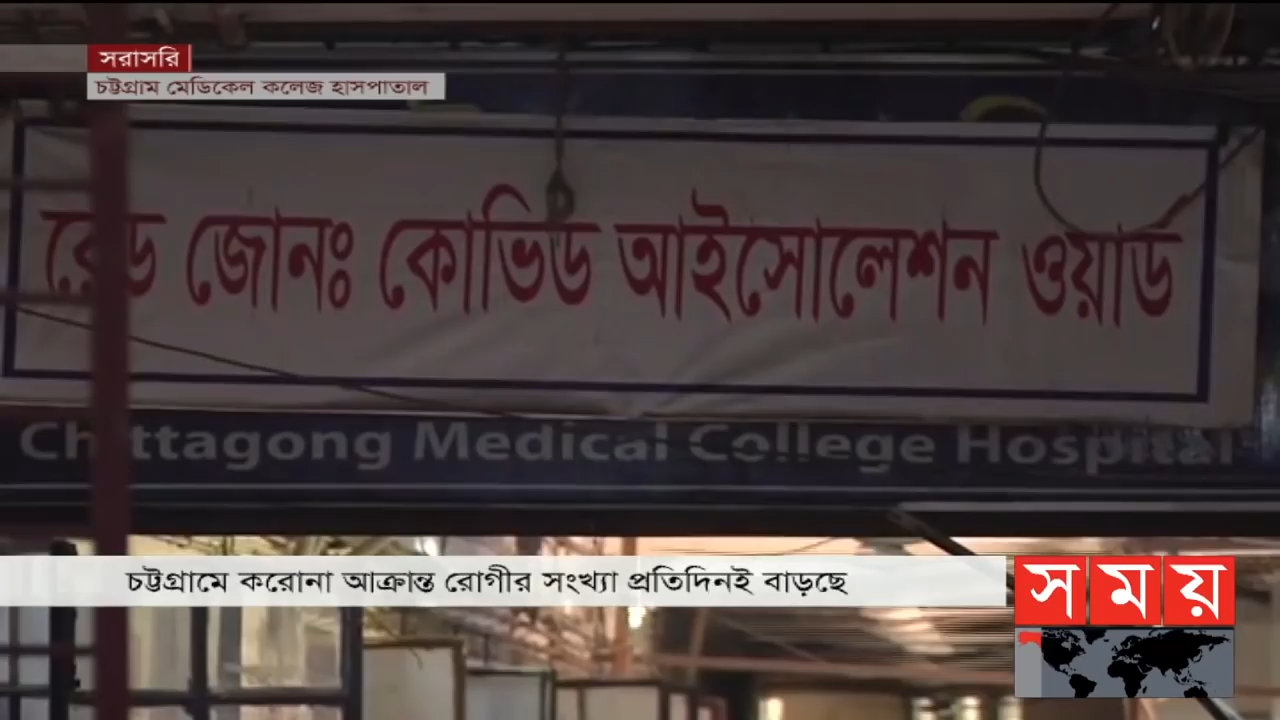 সরাসরি
চট্টগ্রাম মেডিকেল কলেজ হাসপাতাল
রেড জোনঃ কোভিড আইসোলেশন ওয়ার্ড
Chittagong Medical College Hospital
চট্টগ্রামে করোনা আক্রান্ত রোগীর সংখ্যা প্রতিদিনই বাড়ছে
সময়